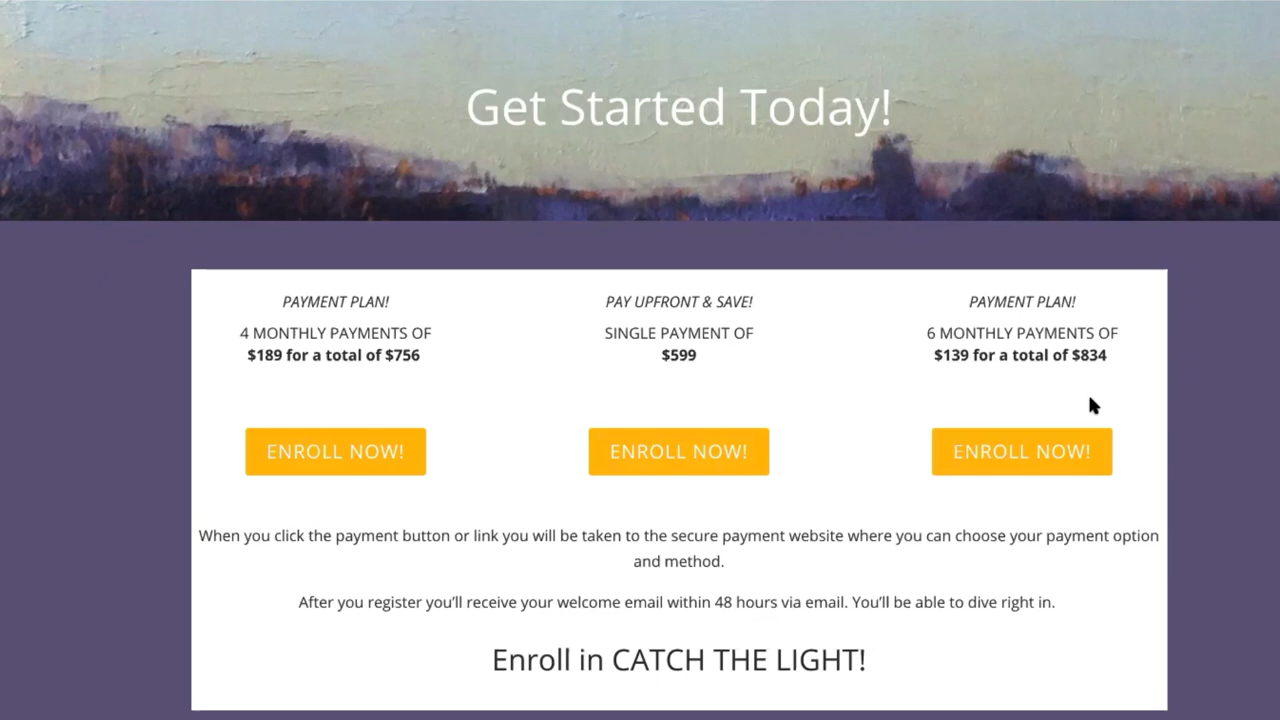 Get Started Today!
PAYMENT PLAN!
4 MONTHLY PAYMENTS OF
$189 for a total of $756
ENROLL NOW!
PAY UPFRONT & SAVE!
SINGLE PAYMENT OF
$599
ENROLL NOW!
PAYMENT PLAN!
6 MONTHLY PAYMENTS OF
$139 for a total of $834
ENROLL NOW!
When you click the payment button or link you will be taken to the secure payment website where you can choose your payment option
and method.
After you register you’ll receive your welcome email within 48 hours via email. You’ll be able to dive right in.
Enroll in CATCH THE LIGHT!